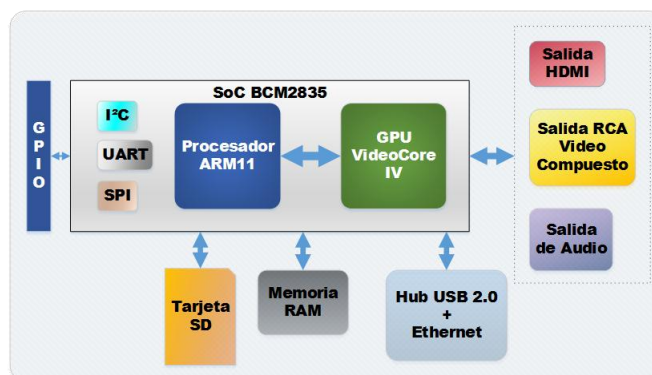 SoC BCM2835
GPIO
I²C
UART
SPI
Procesador
ARM11
GPU
VideoCore
IV
Salida
HDMI
Salida RCA
Video
Compuesto
Salida
de Audio
Tarjeta
SD
Memoria
RAM
Hub USB 2.0
+
Ethernet